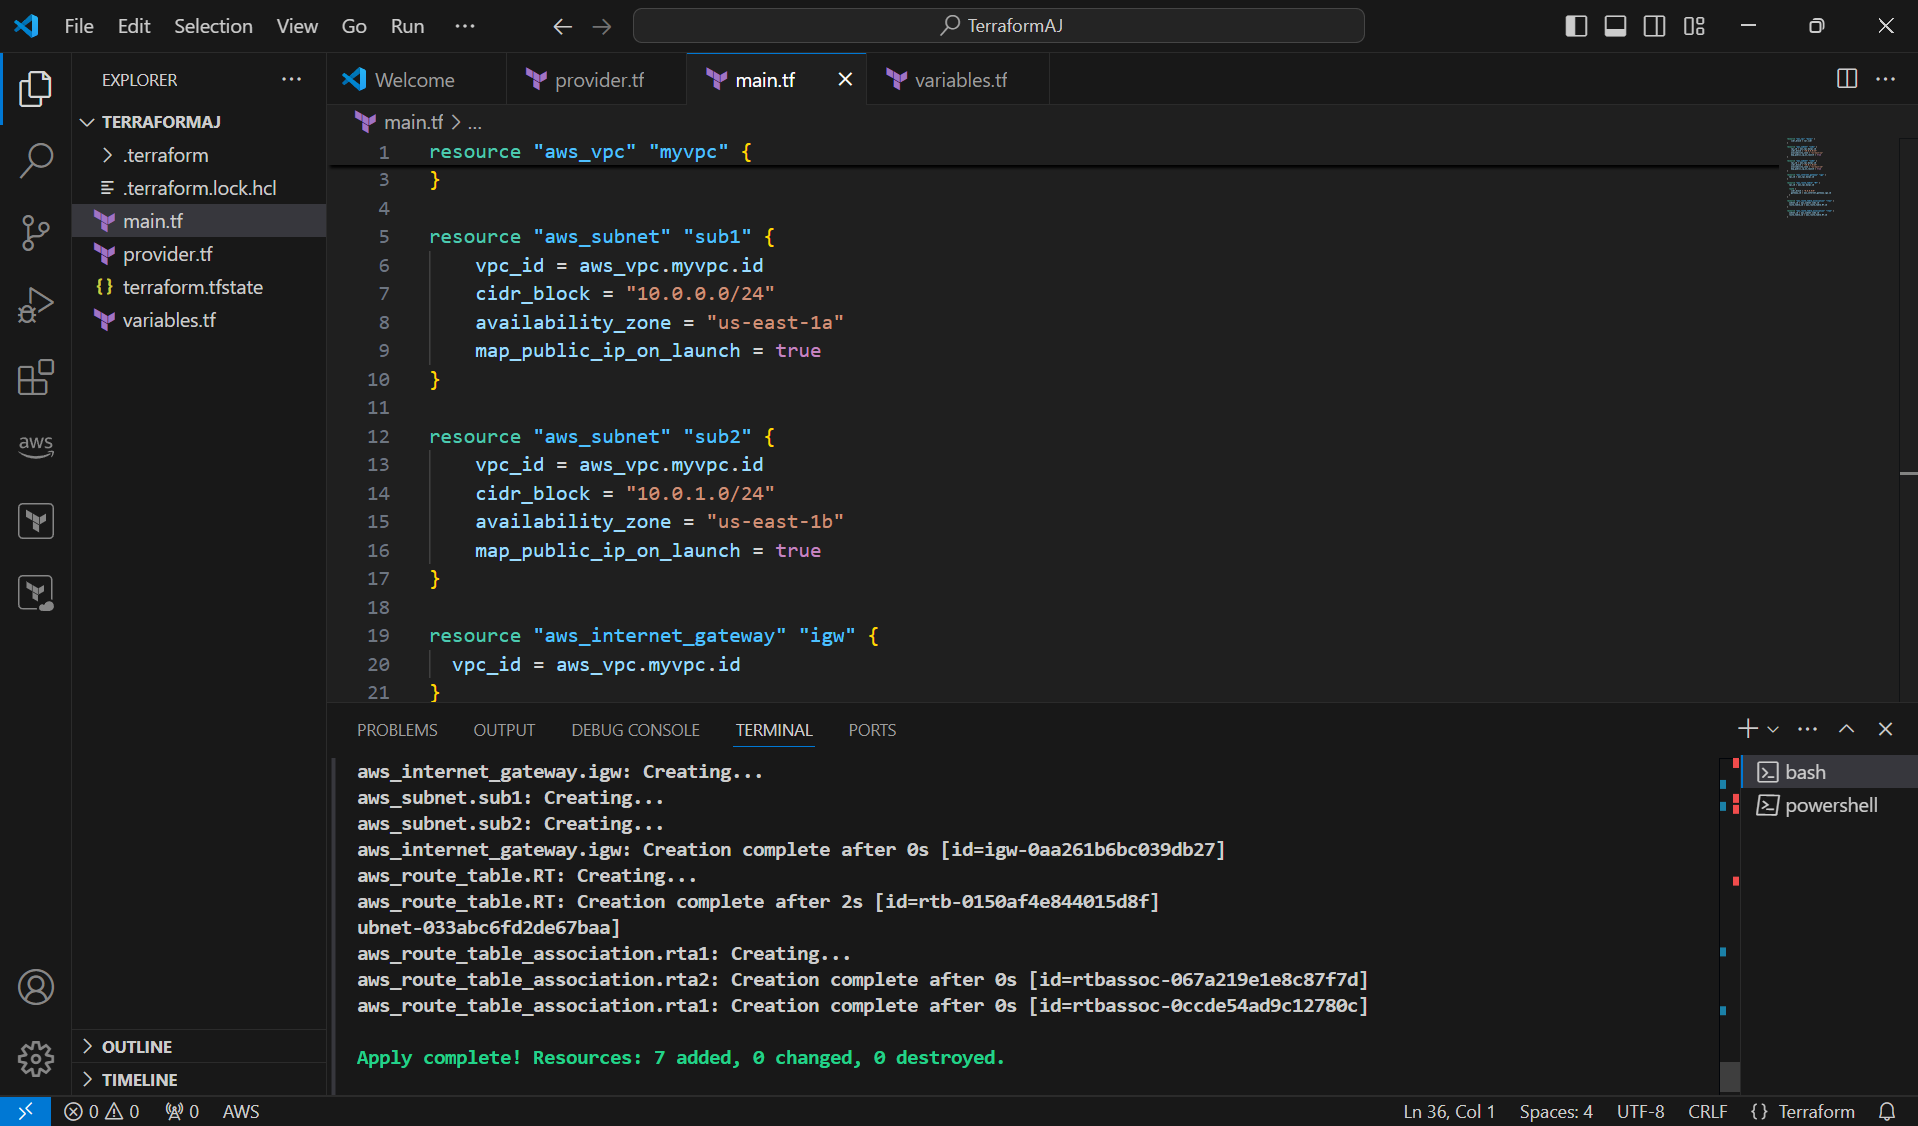 File Edit Selection View Go Run ...
TerraformAJ
EXPLORER
TERRAFORMAJ
.terraform
.terraform.lock.hcl
main.tf
provider.tf
{} terraform.tfstate
variables.tf
aws
OUTLINE
TIMELINE
Welcome provider.tf main.tf variables.tf
main.tf > ...
1 resource "aws_vpc" "myvpc" {
3 }
4
5 resource "aws_subnet" "sub1" {
6 vpc_id = aws_vpc.myvpc.id
7 cidr_block = "10.0.0.0/24"
8 availability_zone = "us-east-1a"
9 map_public_ip_on_launch = true
10 }
11
12 resource "aws_subnet" "sub2" {
13 vpc_id = aws_vpc.myvpc.id
14 cidr_block = "10.0.1.0/24"
15 availability_zone = "us-east-1b"
16 map_public_ip_on_launch = true
17 }
18
19 resource "aws_internet_gateway" "igw" {
20 vpc_id = aws_vpc.myvpc.id
21 }
PROBLEMS OUTPUT DEBUG CONSOLE TERMINAL PORTS
aws_internet_gateway.igw: Creating...
aws_subnet.sub1: Creating...
aws_subnet.sub2: Creating...
aws_internet_gateway.igw: Creation complete after 0s [id=igw-0aa261b6bc039db27]
aws_route_table.RT: Creating...
aws_route_table.RT: Creation complete after 2s [id=rtb-0150af4e844015d8f]
ubnet-033abc6fd2de67baa]
aws_route_table_association.rta1: Creating...
aws_route_table_association.rta2: Creation complete after 0s [id=rtbassoc-067a219e1e8c87f7d]
aws_route_table_association.rta1: Creation complete after 0s [id=rtbassoc-0ccde54ad9c12780c]
Apply complete! Resources: 7 added, 0 changed, 0 destroyed.
bash
powershell
0 0 0 AWS
Ln 36, Col 1 Spaces: 4 UTF-8 CRLF {} Terraform